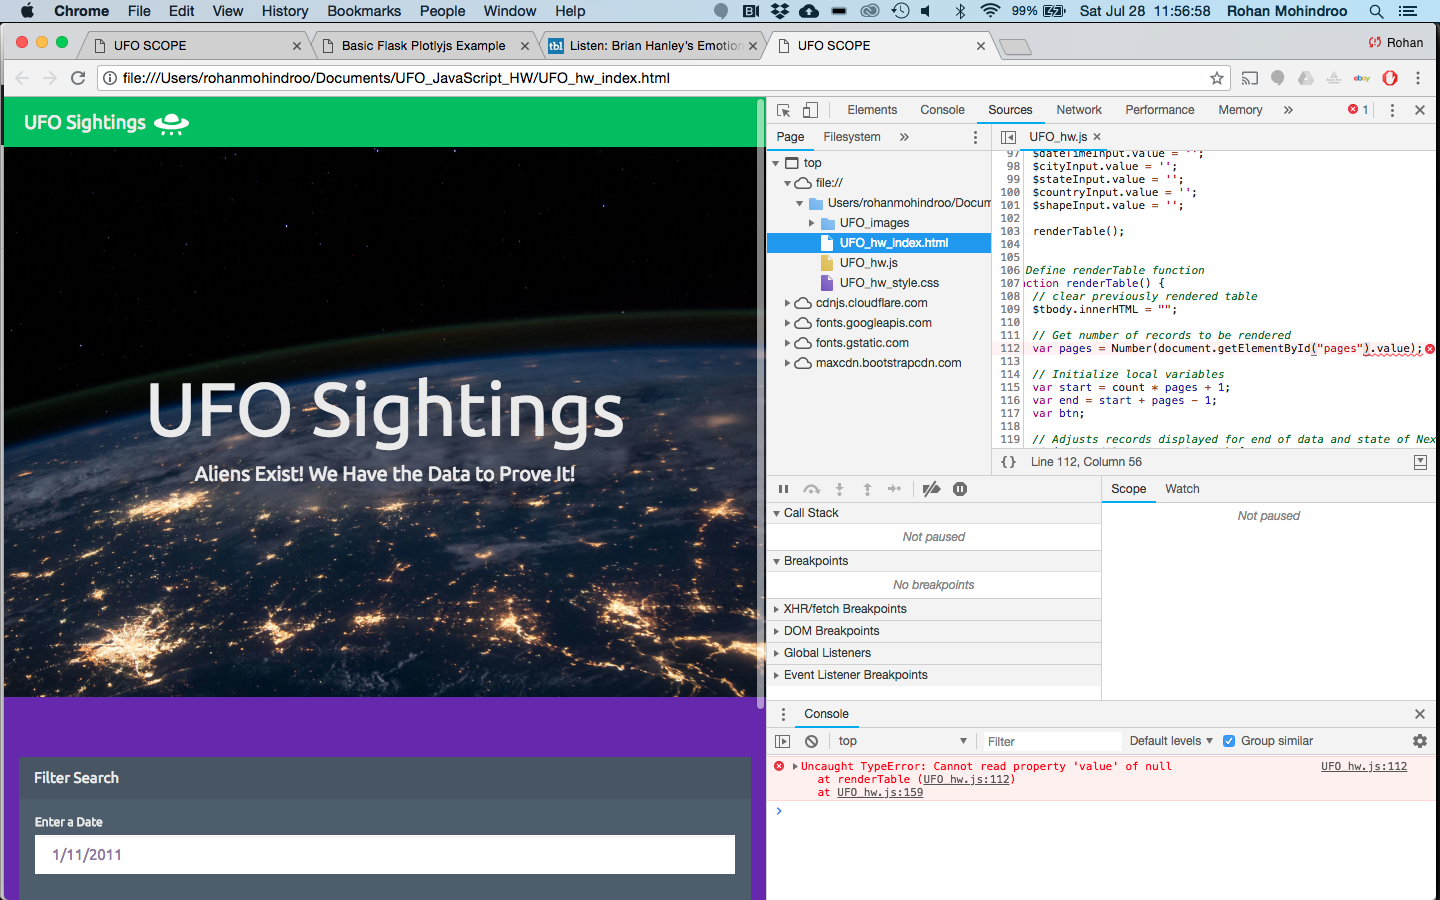 Chrome File Edit View History Bookmarks People Window Help 99% Sat Jul 28 11:56:58 Rohan Mohindroo
UFO SCOPE Basic Flask Plotlyjs Example tbl Listen: Brian Hanley's Emotion UFO SCOPE Rohan
file:///Users/rohanmohindroo/Documents/UFO_JavaScript_HW/UFO_hw_index.html ebay
UFO Sightings
UFO Sightings
Aliens Exist! We Have the Data to Prove It!
Filter Search
Enter a Date
1/11/2011
Elements Console Sources Network Performance Memory » 1
Page Filesystem »
top
file://
Users/rohanmohindroo/Docum
UFO_images
UFO_hw_index.html
UFO_hw.js
UFO_hw_style.css
cdnjs.cloudflare.com
fonts.googleapis.com
fonts.gstatic.com
maxcdn.bootstrapcdn.com
UFO_hw.js
97 $dateTimeInput.value = '';
98 $cityInput.value = '';
99 $stateInput.value = '';
100 $countryInput.value = '';
101 $shapeInput.value = '';
102
103 renderTable();
104
105
106 Define renderTable function
107 nction renderTable() {
108 // clear previously rendered table
109 $tbody.innerHTML = "";
110
111 // Get number of records to be rendered
112 var pages = Number(document.getElementById("pages").value);
113
114 // Initialize local variables
115 var start = count * pages + 1;
116 var end = start + pages - 1;
117 var btn;
118
119 // Adjusts records displayed for end of data and state of Nex
{} Line 112, Column 56
Call Stack
Not paused
Breakpoints
No breakpoints
XHR/fetch Breakpoints
DOM Breakpoints
Global Listeners
Event Listener Breakpoints
Scope Watch
Not paused
Console
top Filter Default levels Group similar
Uncaught TypeError: Cannot read property 'value' of null UFO_hw.js:112
at renderTable (UFO_hw.js:112)
at UFO_hw.js:159